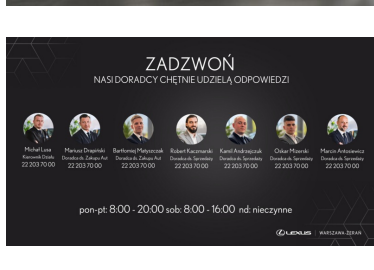 ZADZWOŃ
NASI DORADCY CHĘTNIE UDZIELĄ ODPOWIEDZI
Michał Lusa
Kierownik Działu
22 203 70 00
Mariusz Drapiński
Doradca ds. Zakupu Aut
22 203 70 00
Bartłomiej Matyszczak
Doradca ds. Zakupu Aut
22 203 70 00
Robert Kaczmarski
Doradca ds. Sprzedaży
22 203 70 00
Kamil Andrzejczuk
Doradca ds. Sprzedaży
22 203 70 00
Oskar Mizerski
Doradca ds. Sprzedaży
22 203 70 00
Marcin Antosiewicz
Doradca ds. Sprzedaży
22 203 70 00
pon-pt: 8:00 - 20:00 sob: 8:00 - 16:00 nd: nieczynne
LEXUS | WARSZAWA-ŻERAŃ